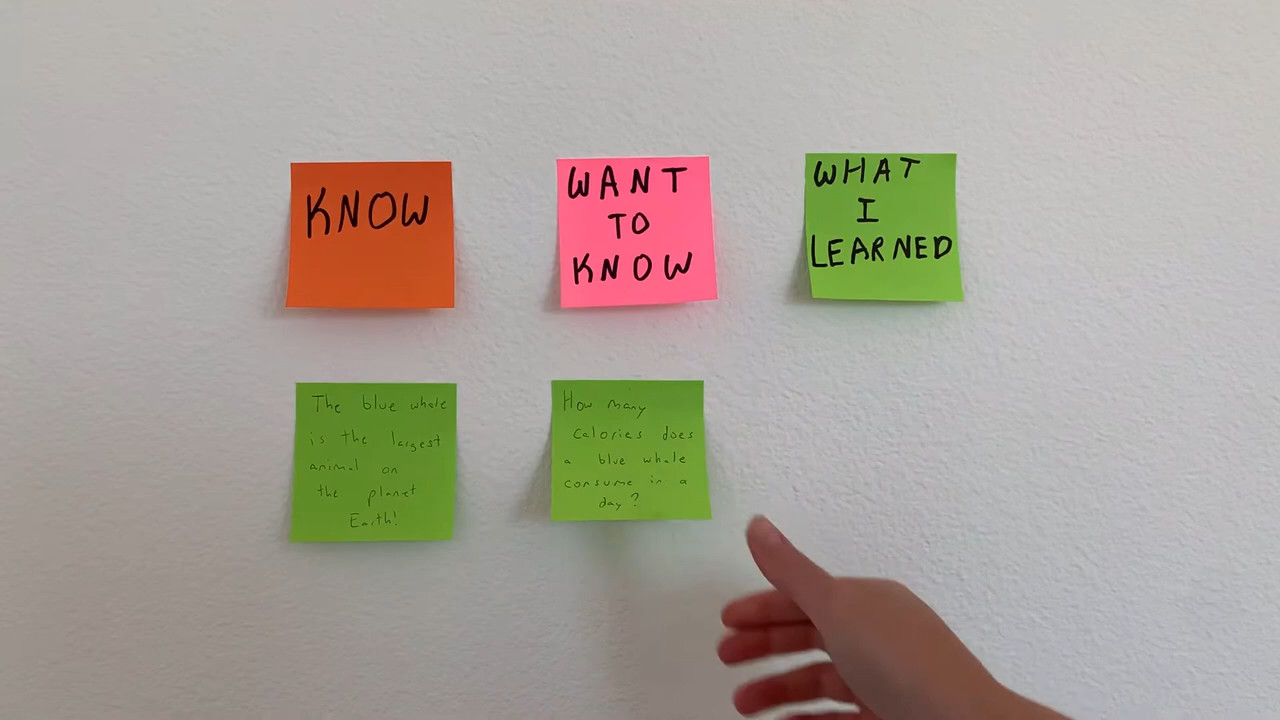 KNOW
WANT
TO
KNOW
WHAT
I
LEARNED
The blue whale
is the largest
animal on
the planet
Earth!
How many
calories does
a blue whale
consume in a
day?